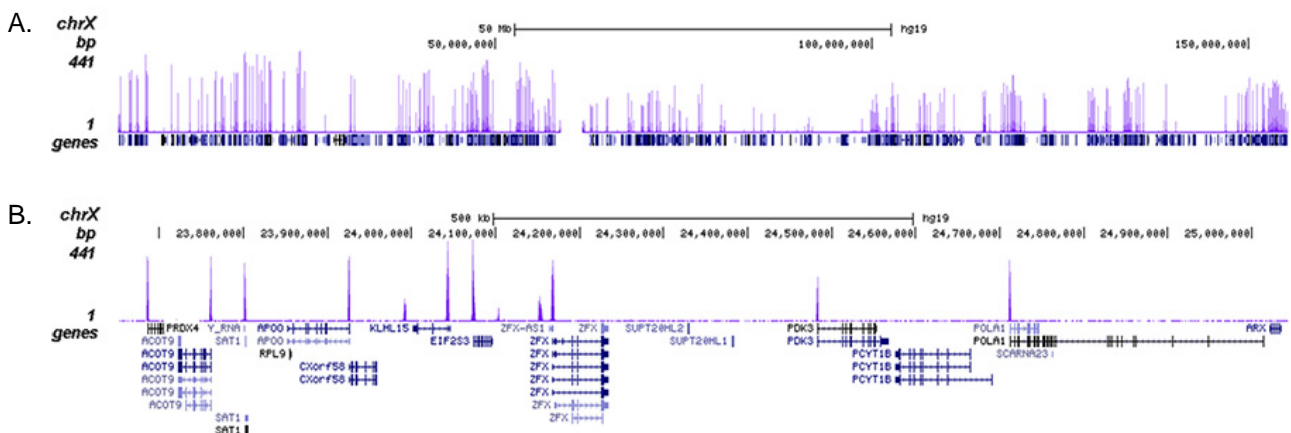 A.
chrX
50 Mb hg19
bp 50,000,000 100,000,000 150,000,000
441
1
genes
B.
chrX
500 kb hg19
bp 23,800,000 23,900,000 24,000,000 24,100,000 24,200,000 24,300,000 24,400,000 24,500,000 24,600,000 24,700,000 24,800,000 24,900,000 25,000,000
441
1
genes PRDX4 Y_RNA APOO KLHL15 ZFX-AS1 ZFX SUPT20HL2 PDK3 POLA1 ARX
ACOT9 SAT1 APOO EIF2S3 ZFX SUPT20HL1 PDK3 POLA1
ACOT9 RPL9 ZFX PCYT1B SCARNA23
ACOT9 CXorf58 ZFX PCYT1B
ACOT9 CXorf58 ZFX PCYT1B
ACOT9 ZFX
ACOT9 ZFX
SAT1 ZFX
SAT1